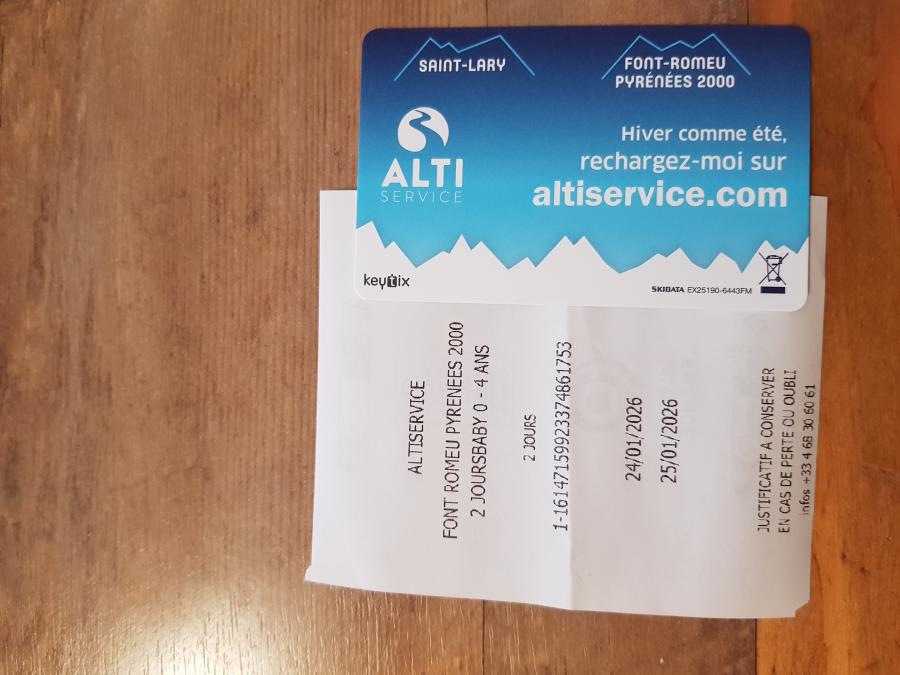 SAINT-LARY
FONT-ROMEU
PYRÉNÉES 2000
ALTI
SERVICE
Hiver comme été,
rechargez-moi sur
altiservice.com
keytix
SKIDATA EX25190-6443FM
ALTISERVICE
FONT ROMEU PYRENEES 2000
2 JOURSBABY 0 - 4 ANS
2 JOURS
1-16147159923374861753
24/01/2026
25/01/2026
JUSTIFICATIF A CONSERVER
EN CAS DE PERTE OU OUBLI
infos +33 4 68 30 60 61